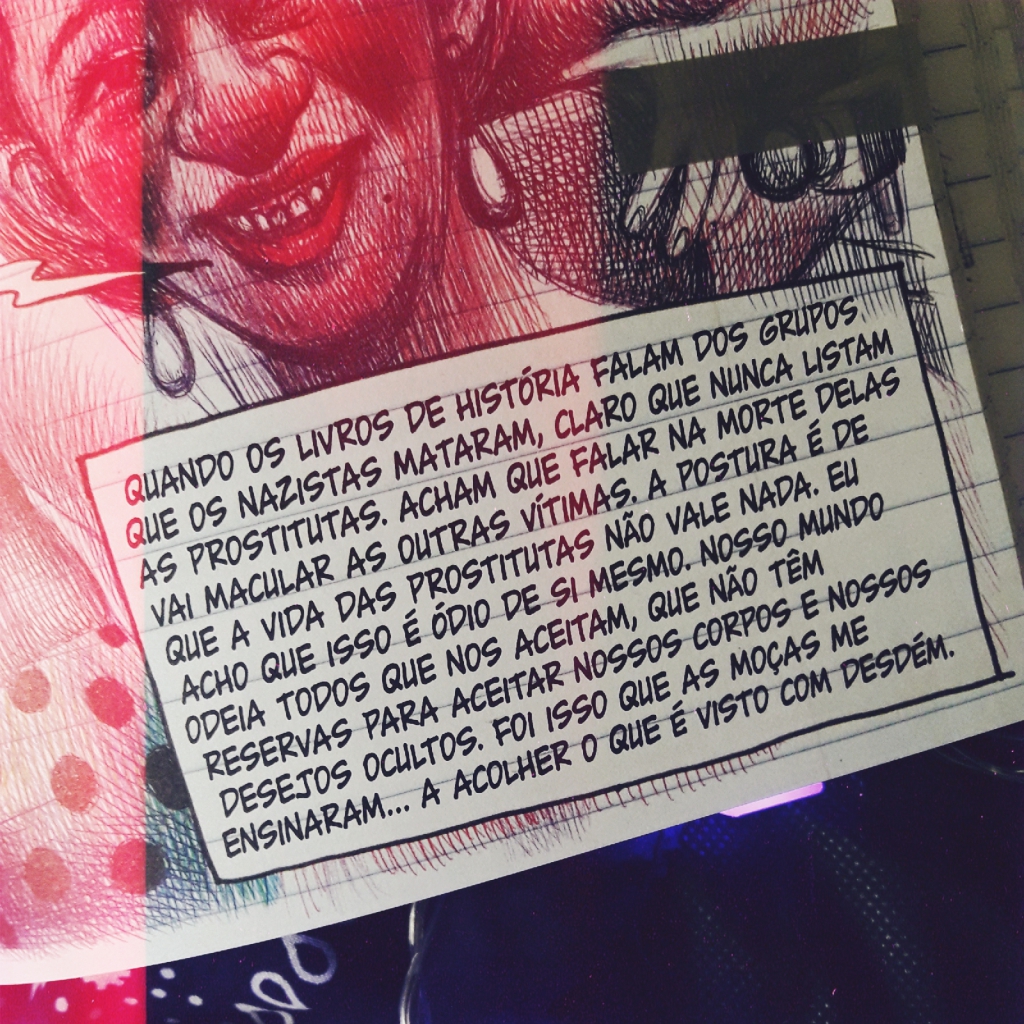 QUANDO OS LIVROS DE HISTÓRIA FALAM DOS GRUPOS
QUE OS NAZISTAS MATARAM, CLARO QUE NUNCA LISTAM
AS PROSTITUTAS. ACHAM QUE FALAR NA MORTE DELAS
VAI MACULAR AS OUTRAS VÍTIMAS. A POSTURA É DE
QUE A VIDA DAS PROSTITUTAS NÃO VALE NADA. EU
ACHO QUE ISSO É ÓDIO DE SI MESMO. NOSSO MUNDO
ODEIA TODOS QUE NOS ACEITAM, QUE NÃO TÊM
RESERVAS PARA ACEITAR NOSSOS CORPOS E NOSSOS
DESEJOS OCULTOS. FOI ISSO QUE AS MOÇAS ME
ENSINARAM... A ACOLHER O QUE É VISTO COM DESDÉM.